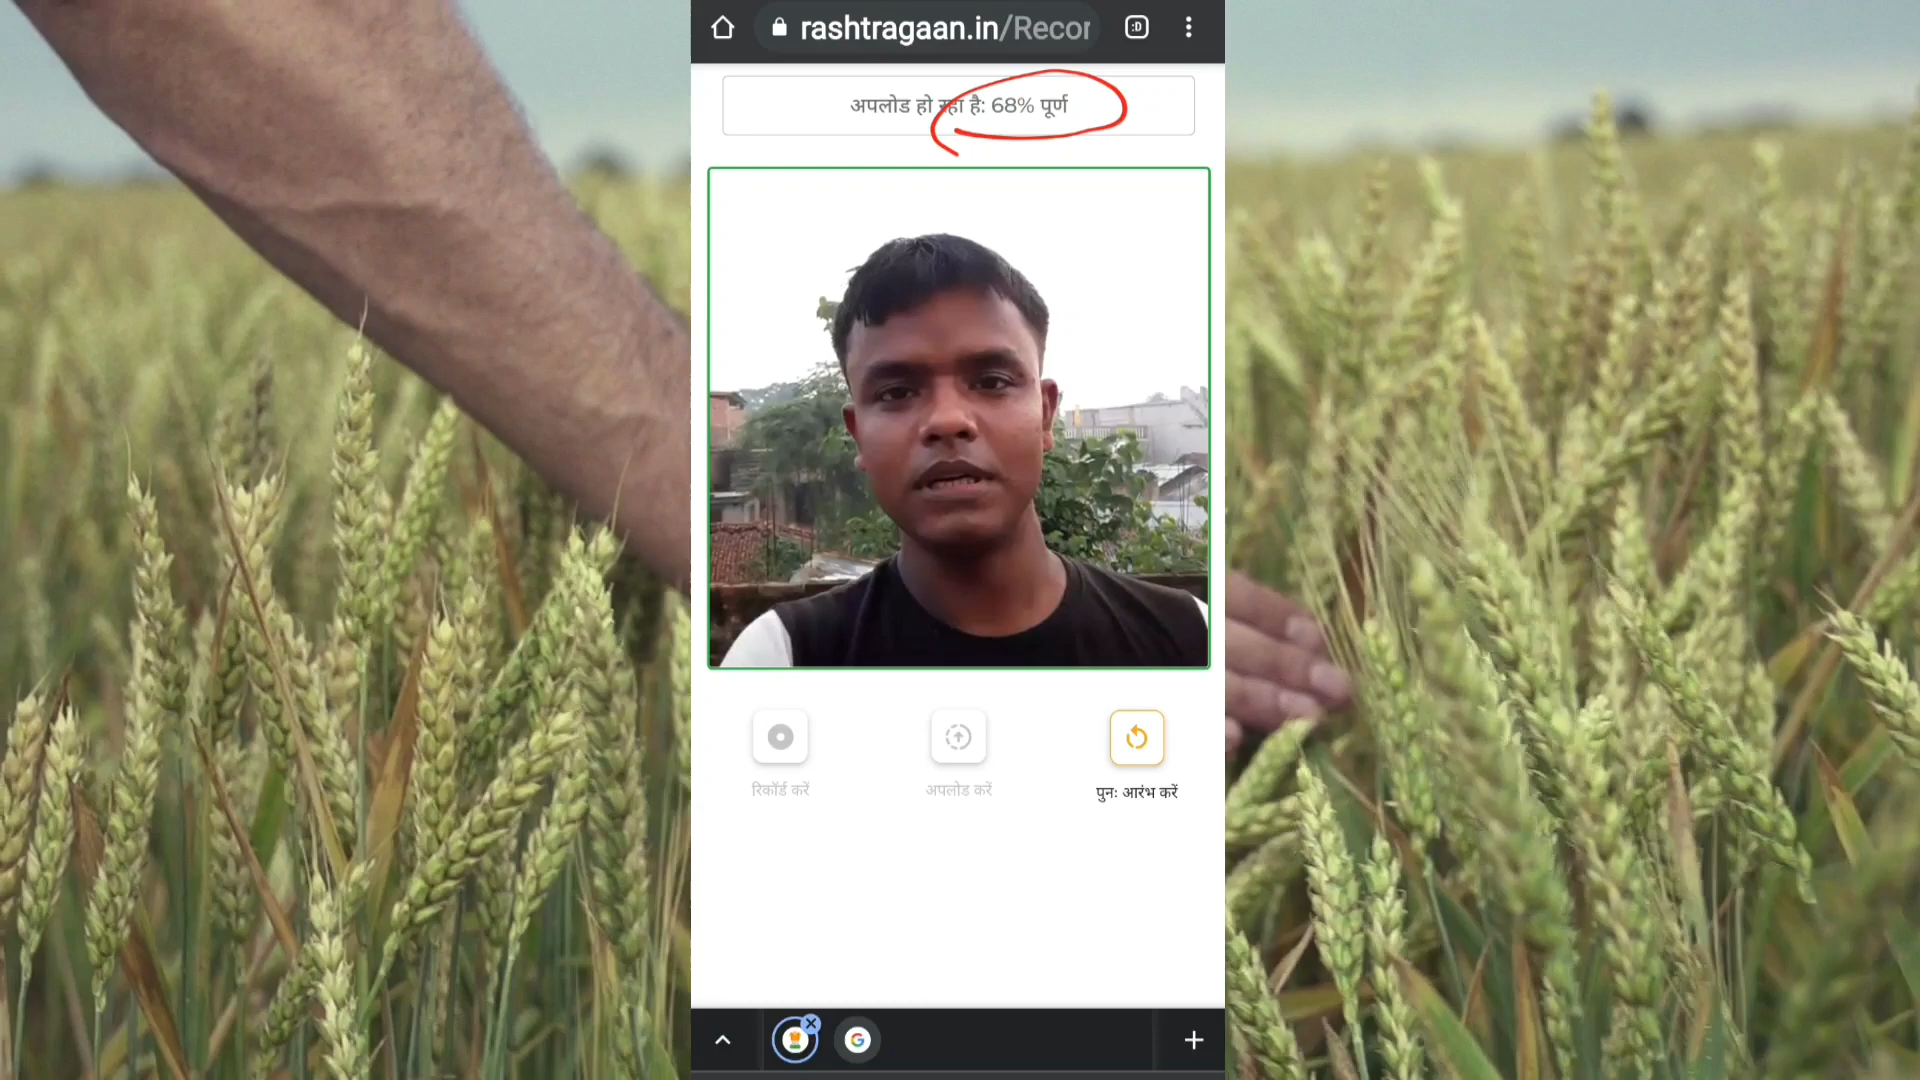 rashtragaan.in/Recor
:D
अपलोड हो रहा है: 68% पूर्ण
रिकॉर्ड करें
अपलोड करें
पुनः आरंभ करें